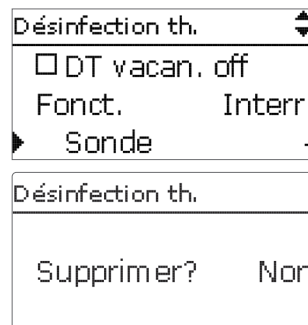 Désinfection th.
DT vacan. off
Fonct. Interr
Sonde -
Désinfection th.
Supprimer? Non